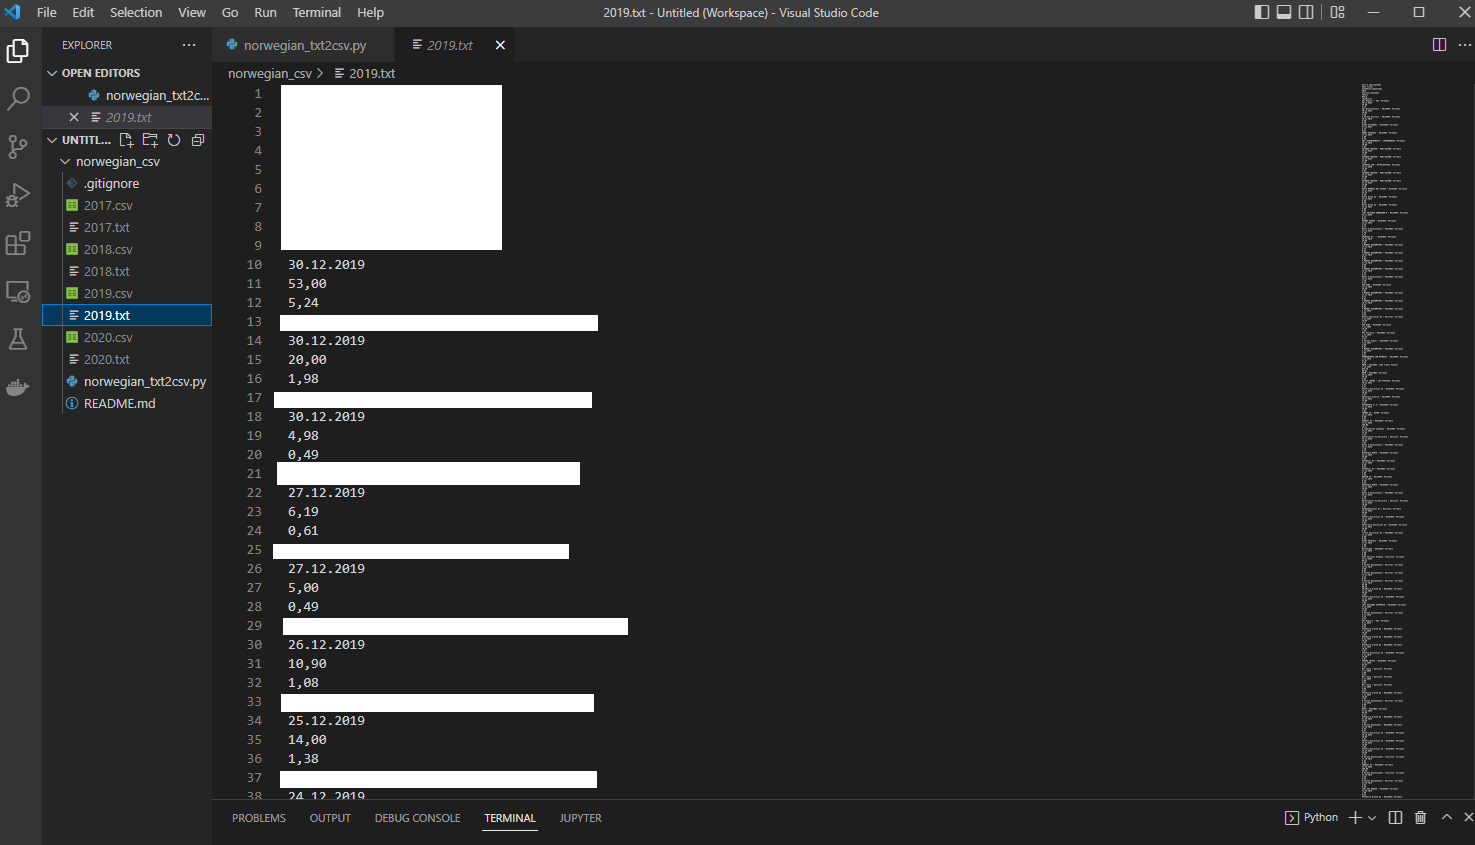 File Edit Selection View Go Run Terminal Help
2019.txt - Untitled (Workspace) - Visual Studio Code
EXPLORER
OPEN EDITORS
norwegian_txt2c...
2019.txt
UNTITL...
norwegian_csv
.gitignore
2017.csv
2017.txt
2018.csv
2018.txt
2019.csv
2019.txt
2020.csv
2020.txt
norwegian_txt2csv.py
README.md
norwegian_txt2csv.py 2019.txt
norwegian_csv > 2019.txt
1
2
3
4
5
6
7
8
9
10 30.12.2019
11 53,00
12 5,24
13
14 30.12.2019
15 20,00
16 1,98
17
18 30.12.2019
19 4,98
20 0,49
21
22 27.12.2019
23 6,19
24 0,61
25
26 27.12.2019
27 5,00
28 0,49
29
30 26.12.2019
31 10,90
32 1,08
33
34 25.12.2019
35 14,00
36 1,38
37
38 24.12.2019
PROBLEMS OUTPUT DEBUG CONSOLE TERMINAL JUPYTER
Python